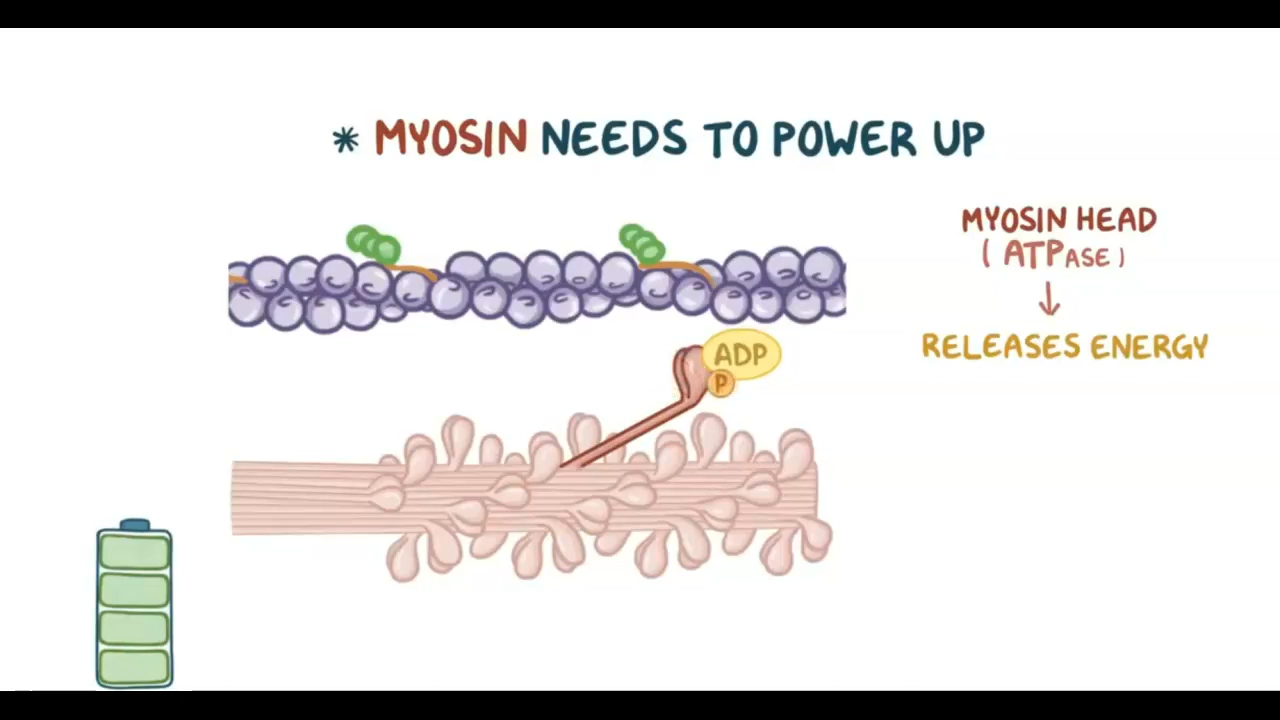 * MYOSIN NEEDS TO POWER UP
MYOSIN HEAD
(ATPASE)
↓
RELEASES ENERGY
ADP
P